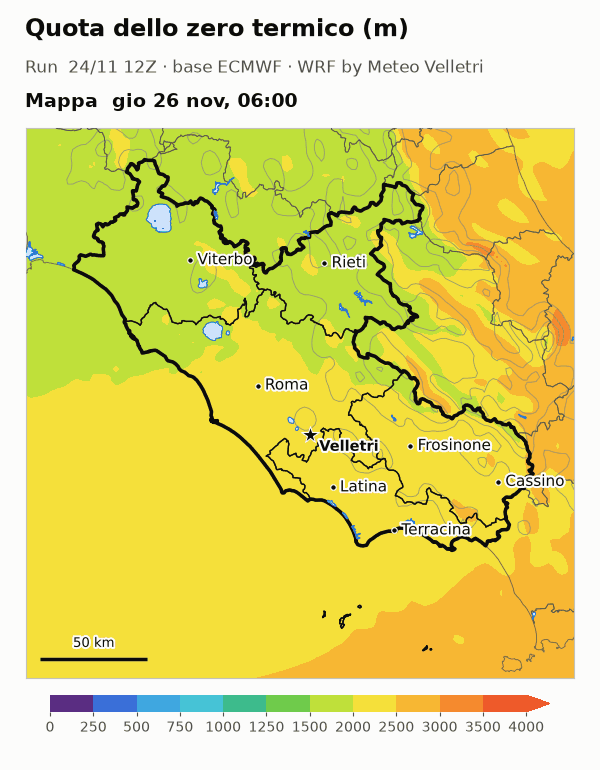 Quota dello zero termico (m)
Run 24/11 12Z · base ECMWF · WRF by Meteo Velletri
Mappa gio 26 nov, 06:00
Viterbo
Rieti
Roma
Velletri
Frosinone
Latina
Cassino
Terracina
50 km
0 250 500 750 1000 1250 1500 2000 2500 3000 3500 4000